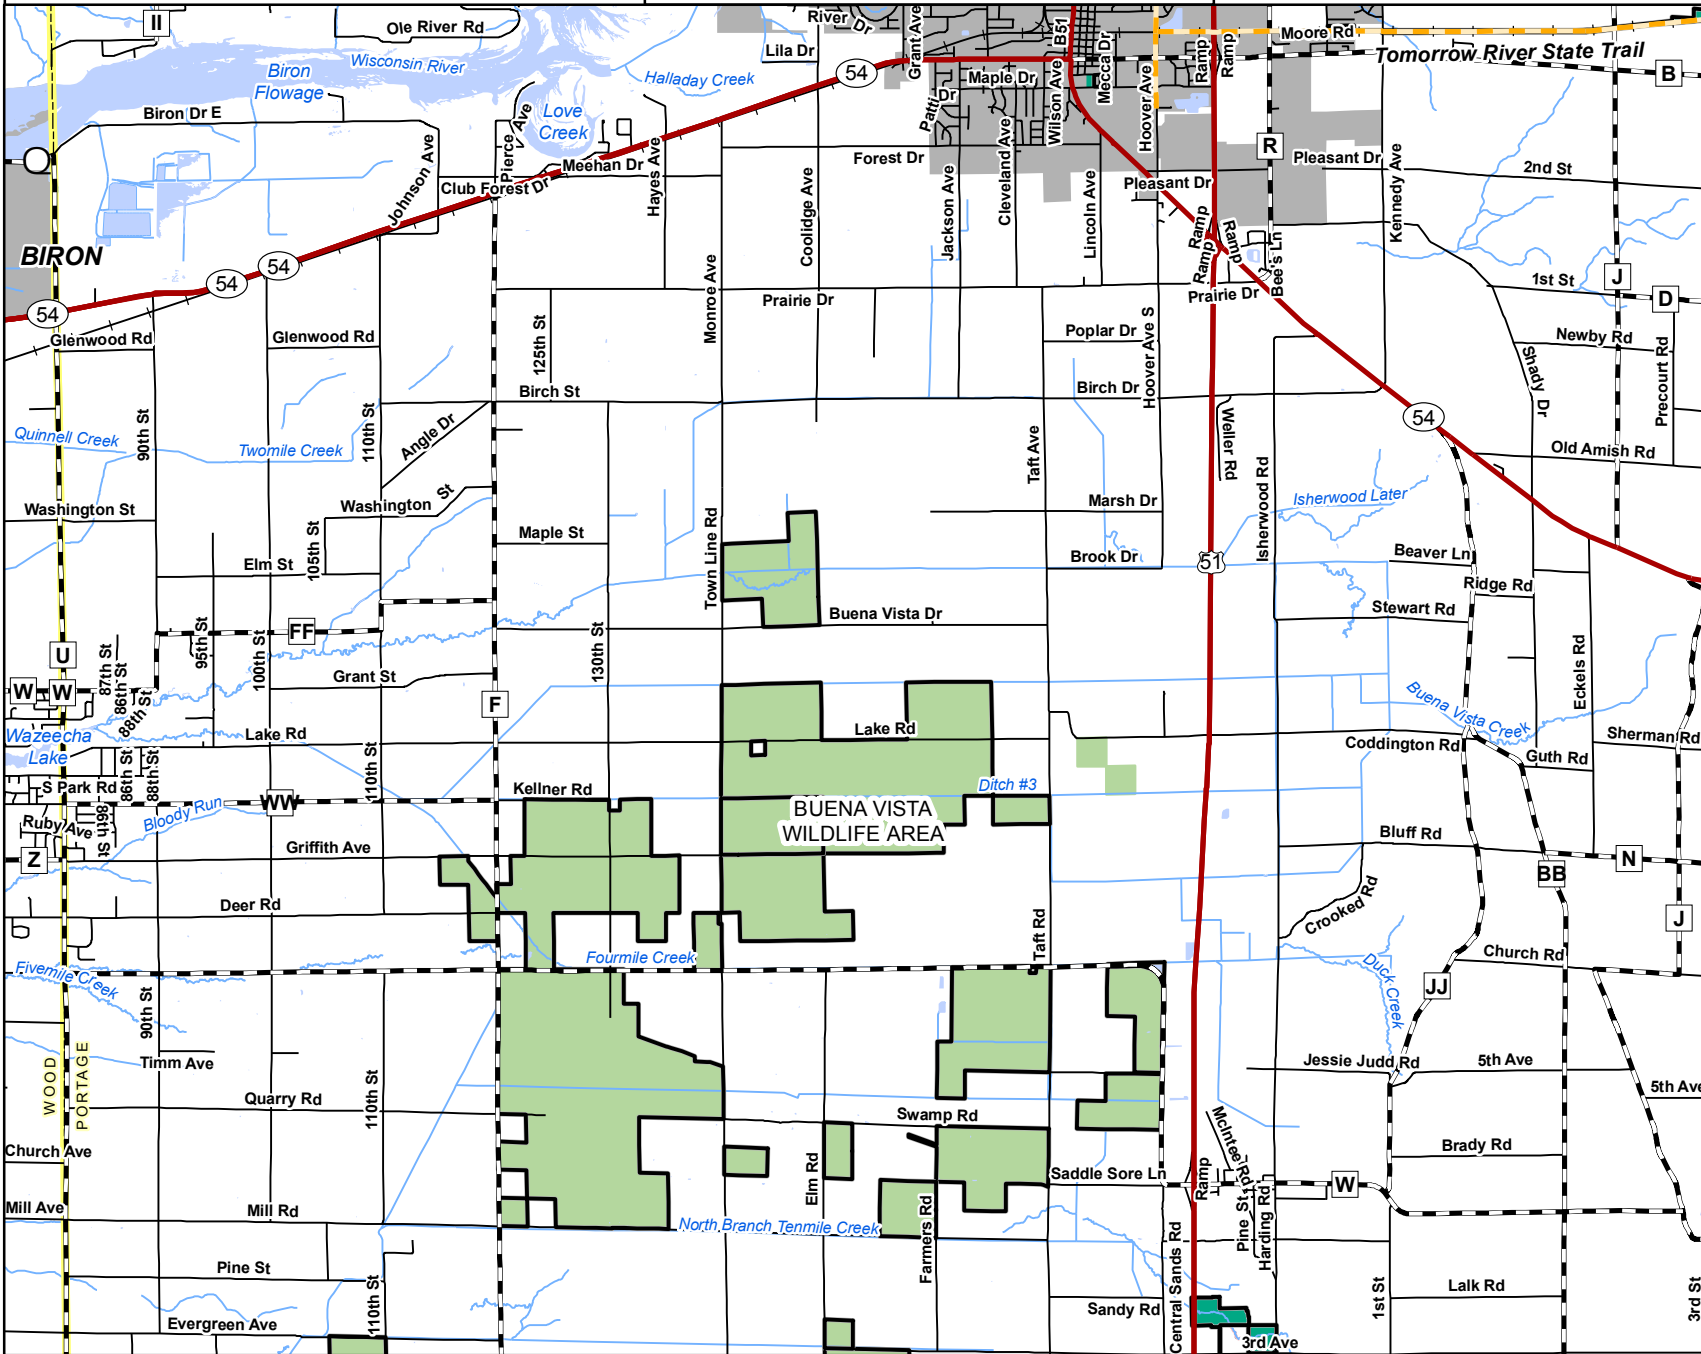 II
Ole River Rd
River Dr
Lila Dr
Grant Ave
B51
Mecca Dr
Ramp
Ramp
Moore Rd
Tomorrow River State Trail
B
Wisconsin River
Biron
Flowage
Halladay Creek
54
Maple Dr
Patti
Dr
Wilson Ave
Hoover Ave
Biron Dr E
Love
Creek
Pierce Ave
Meehan Dr
Hayes Ave
Forest Dr
Cleveland Ave
R
Pleasant Dr
Kennedy Ave
2nd St
Johnson Ave
Club Forest Dr
Coolidge Ave
Jackson Ave
Lincoln Ave
Pleasant Dr
Ramp
Ramp
Ramp
Bee's Ln
BIRON
54
54
54
Monroe Ave
Prairie Dr
Prairie Dr
J
1st St
D
Glenwood Rd
Glenwood Rd
125th St
Poplar Dr
Hoover Ave S
Newby Rd
Shady Dr
Precourt Rd
Birch St
Birch Dr
Quinnell Creek
90th St
Twomile Creek
110th St
Angle Dr
Taft Ave
Weller Rd
Isherwood Rd
54
Old Amish Rd
Washington St
Washington St
Marsh Dr
Isherwood Later
Maple St
Town Line Rd
Elm St
105th St
Brook Dr
51
Beaver Ln
Ridge Rd
Stewart Rd
Buena Vista Dr
FF
U
95th St
100th St
130th St
Eckels Rd
W
W
87th St
86th St
88th St
Grant St
F
Buena Vista Creek
Wazeecha
Lake
Lake Rd
Lake Rd
Coddington Rd
Sherman Rd
Guth Rd
86th St
88th St
110th St
S Park Rd
Kellner Rd
Ditch #3
Bloody Run
WW
BUENA VISTA
WILDLIFE AREA
Ruby Ave
86th St
Griffith Ave
Bluff Rd
N
Z
BB
Deer Rd
Crooked Rd
Taft Rd
J
Fourmile Creek
Church Rd
Fivemile Creek
90th St
Duck Creek
JJ
WOOD
PORTAGE
Timm Ave
Jessie Judd Rd
5th Ave
5th Ave
Quarry Rd
110th St
Swamp Rd
McIntee Rd
Church Ave
Brady Rd
Elm Rd
Saddle Sore Ln
Ramp
W
Mill Ave
Mill Rd
North Branch Tenmile Creek
Farmers Rd
Pine St
Harding Rd
Central Sands Rd
Pine St
110th St
Sandy Rd
1st St
Lalk Rd
3rd St
Evergreen Ave
3rd Ave